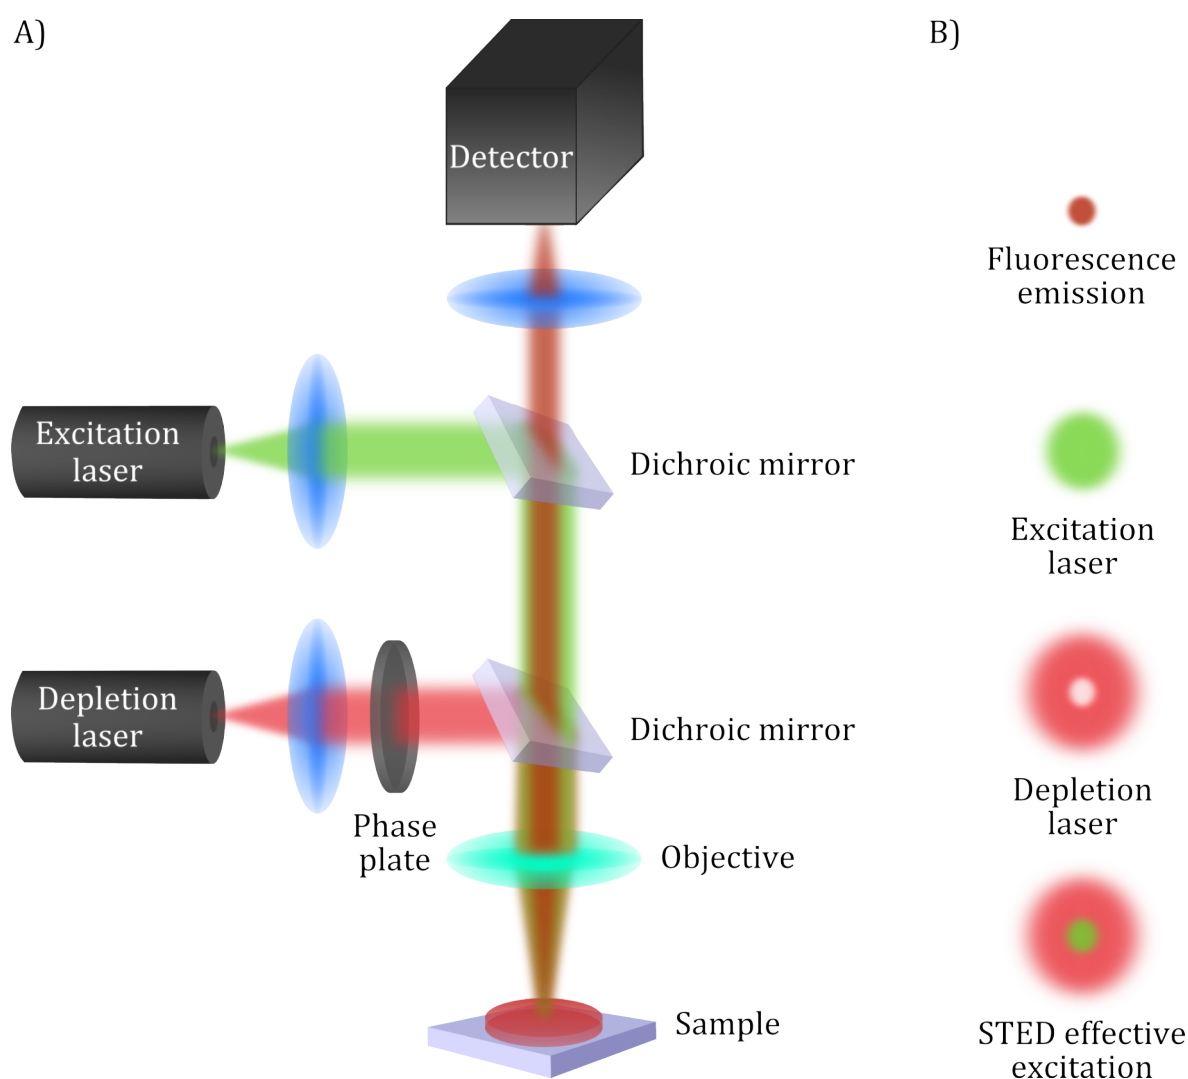 A)
B)
Detector
Fluorescence
emission
Excitation
laser
Dichroic mirror
Excitation
laser
Depletion
laser
Dichroic mirror
Phase
plate
Depletion
laser
Objective
Sample
STED effective
excitation